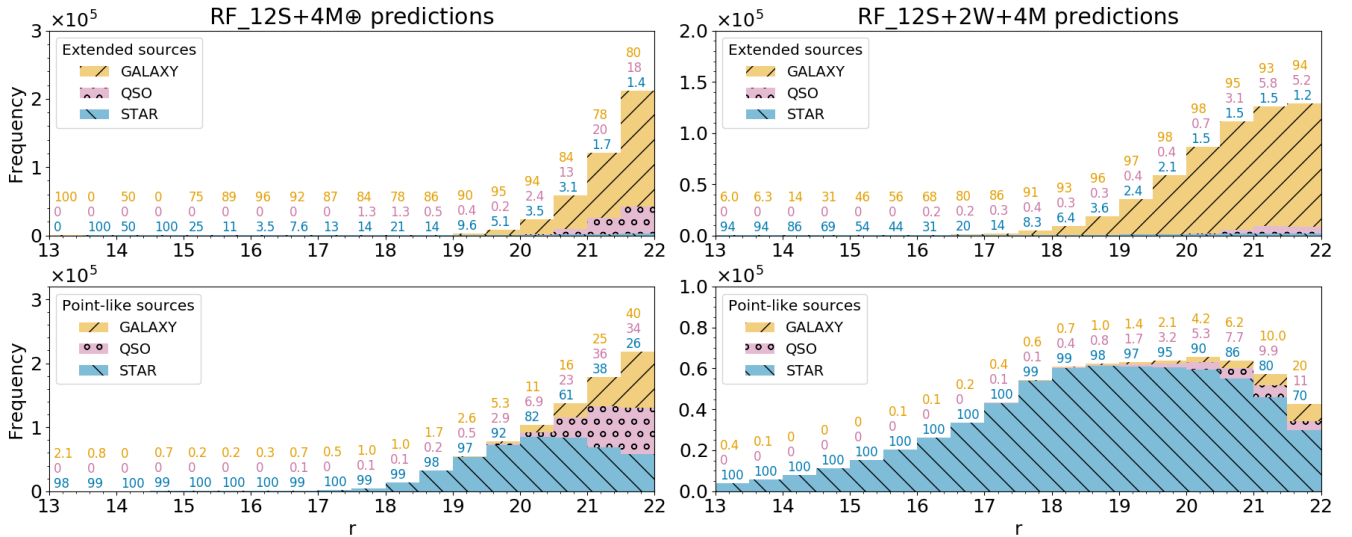 RF_12S+4M⊕ predictions
×10⁵
Extended sources
GALAXY
QSO
STAR
Frequency
3
2
1
0
100 0 50 0 75 89 96 92 87 84 78 86 90 95 94 84 78 80
0 0 0 0 0 0 0 0 0 1.3 1.3 0.5 0.4 0.2 2.4 13 20 18
0 100 50 100 25 11 3.5 7.6 13 14 21 14 9.6 5.1 3.5 3.1 1.7 1.4
13 14 15 16 17 18 19 20 21 22
RF_12S+2W+4M predictions
×10⁵
Extended sources
GALAXY
QSO
STAR
2.0
1.5
1.0
0.5
0.0
6.0 6.3 14 31 46 56 68 80 86 91 93 96 97 98 98 95 93 94
0 0 0 0 0 0 0.2 0.2 0.3 0.4 0.3 0.3 0.4 0.4 0.7 3.1 5.8 5.2
94 94 86 69 54 44 31 20 14 8.3 6.4 3.6 2.4 2.1 1.5 1.5 1.5 1.2
13 14 15 16 17 18 19 20 21 22
×10⁵
Point-like sources
GALAXY
QSO
STAR
Frequency
3
2
1
0
2.1 0.8 0 0.7 0.2 0.2 0.3 0.7 0.5 1.0 1.0 1.7 2.6 5.3 11 16 25 40
0 0 0 0 0 0 0 0.1 0 0.1 0.1 0.2 0.5 2.9 6.9 23 36 34
98 99 100 99 100 100 100 99 100 99 99 98 97 92 82 61 38 26
13 14 15 16 17 18 19 20 21 22
r
×10⁵
Point-like sources
GALAXY
QSO
STAR
1.0
0.8
0.6
0.4
0.2
0.0
0.4 0.1 0 0 0 0.1 0.1 0.2 0.4 0.6 0.7 1.0 1.4 2.1 4.2 6.2 10.0 20
0 0 0 0 0 0 0 0 0.1 0.1 0.4 0.8 1.7 3.2 5.3 7.7 9.9 11
100 100 100 100 100 100 100 100 100 99 99 98 97 95 90 86 80 70
13 14 15 16 17 18 19 20 21 22
r